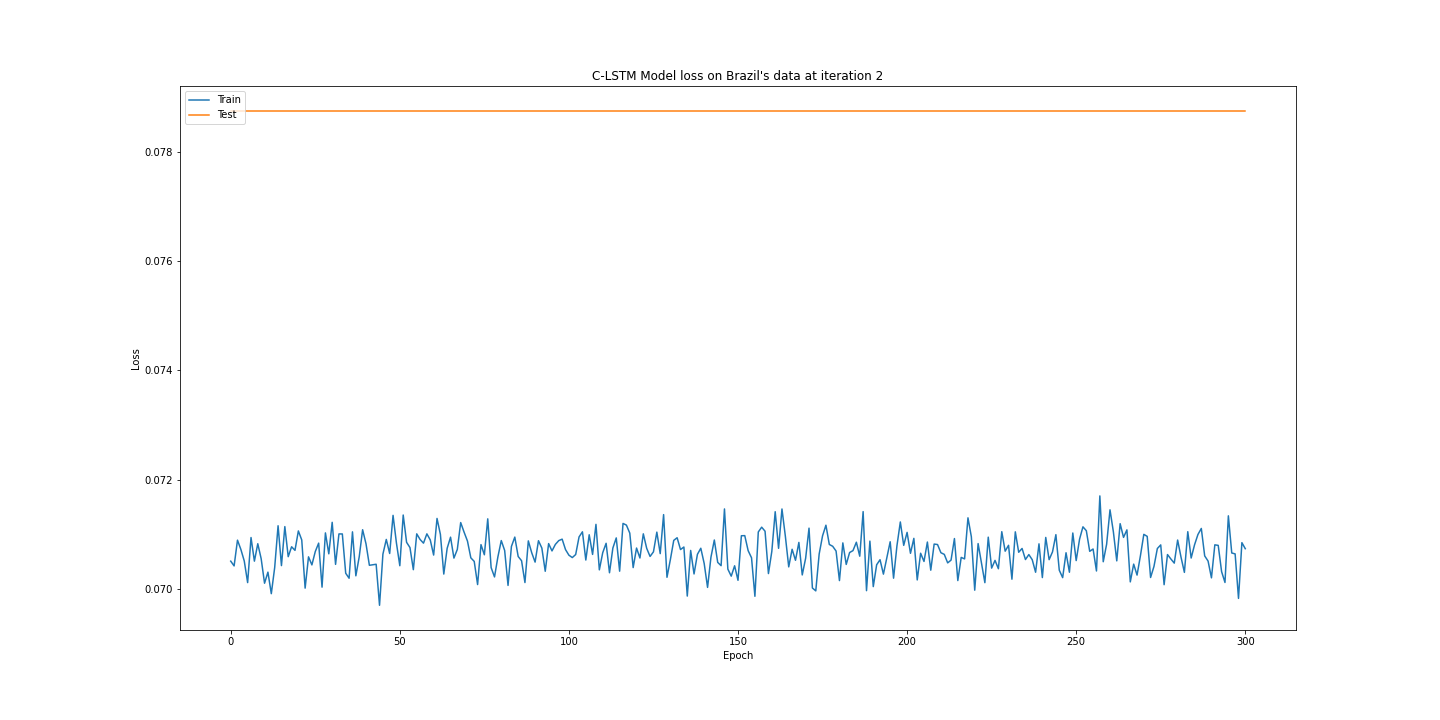 C-LSTM Model loss on Brazil's data at iteration 2
Train
Test
0.078
0.076
0.074
0.072
0.070
Loss
0 50 100 150 200 250 300
Epoch